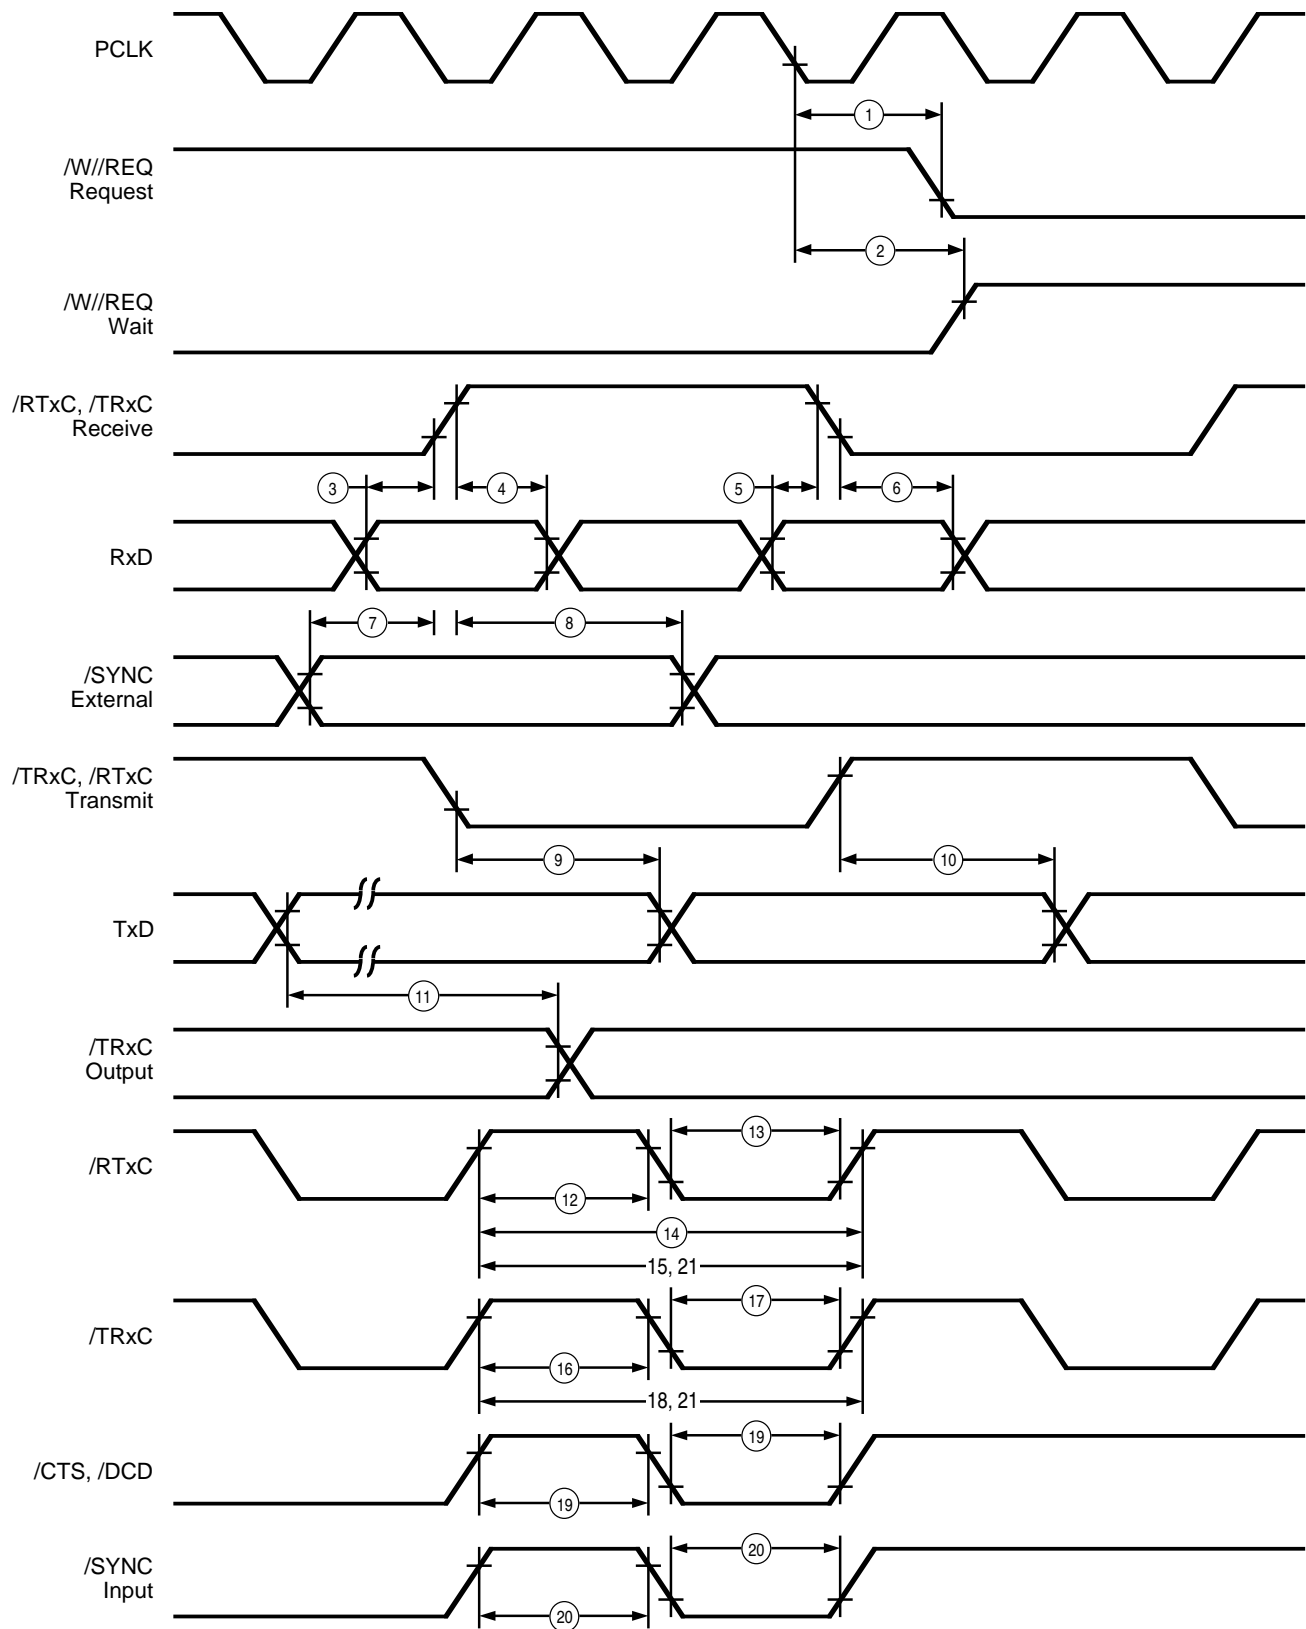 PCLK
1
/W//REQ
Request
2
/W//REQ
Wait
/RTxC, /TRxC
Receive
3
4
5
6
RxD
7
8
/SYNC
External
/TRxC, /RTxC
Transmit
9
10
TxD
11
/TRxC
Output
13
/RTxC
12
14
15, 21
17
/TRxC
16
18, 21
19
/CTS, /DCD
19
20
/SYNC
Input
20